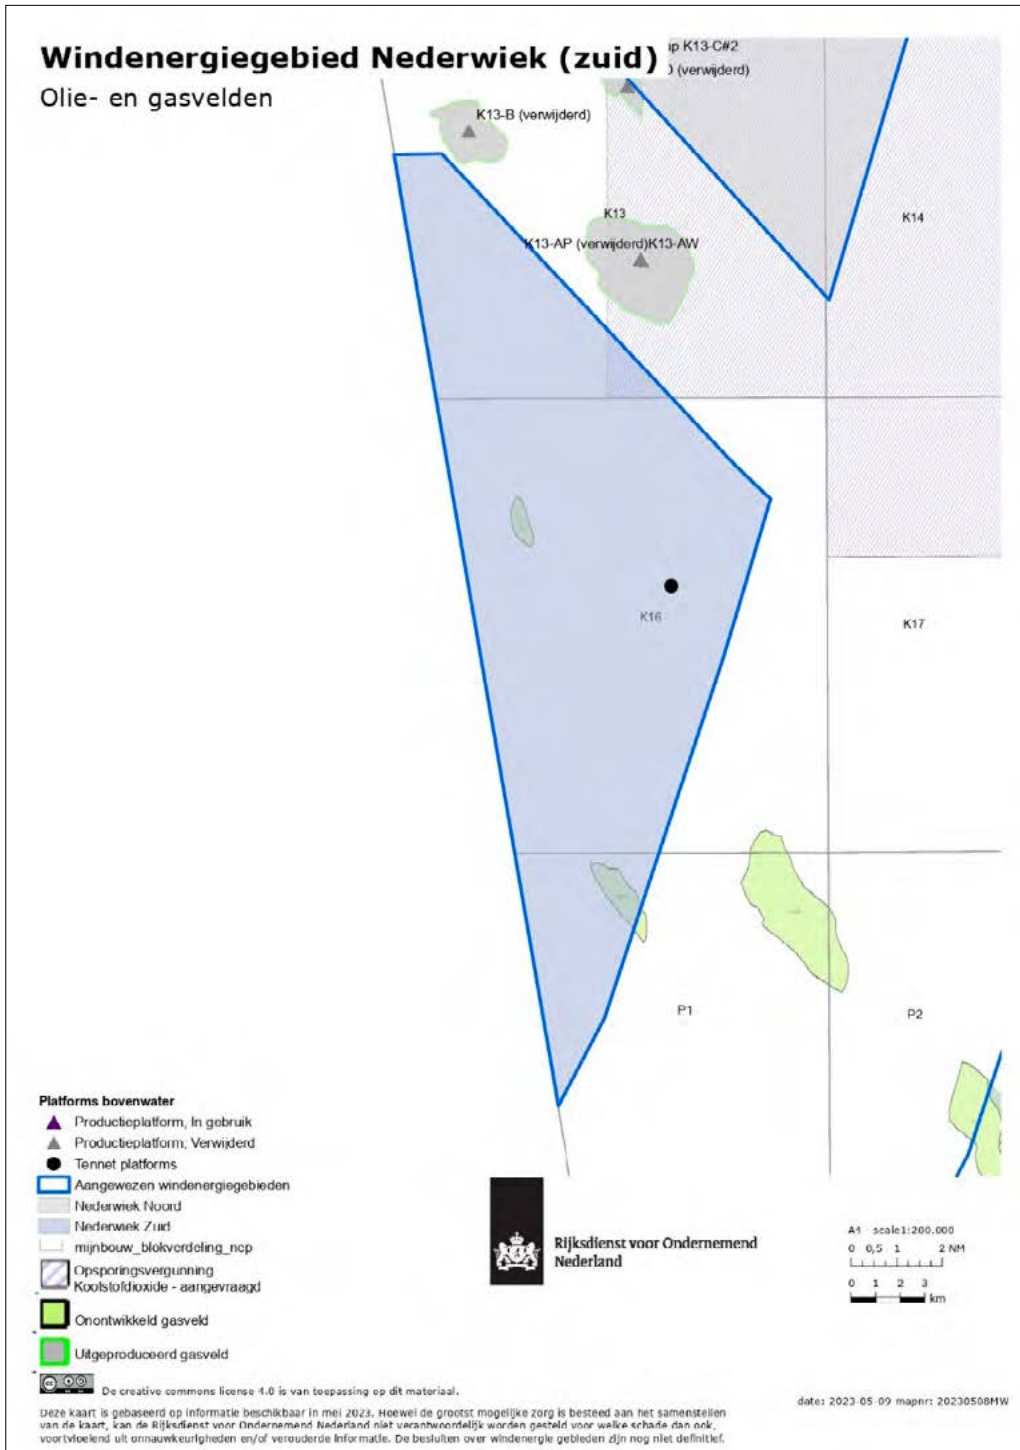 Windenergiegebied Nederwiek (zuid)
Olie- en gasvelden
K13-C#2
(verwijderd)
K13-B (verwijderd)
K13
K14
K13-AP (verwijderd)K13-AW
K16
K17
P1
P2
Platforms bovenwater
Productieplatform, In gebruik
Productieplatform, Verwijderd
Tennet platforms
Aangewezen windenergiegebieden
Nederwiek Noord
Nederwiek Zuid
mijnbouw_blokverdeling_ncp
Opsporingsvergunning
Koolstofdioxide - aangevraagd
Onontwikkeld gasveld
Uitgeproduceerd gasveld
Rijksdienst voor Ondernemend
Nederland
A4 scale1:200.000
0 0,5 1 2 NM
0 1 2 3
km
cc
De creative commons license 4.0 is van toepassing op dit materiaal.
Deze kaart is gebaseerd op informatie beschikbaar in mei 2023. Hoewel de grootst mogelijke zorg is besteed aan het samenstellen
van de kaart, kan de Rijksdienst voor Ondernemend Nederland niet verantwoordelijk worden gesteld voor welke schade dan ook,
voortvloeiend uit onnauwkeurigheden en/of verouderde informatie. De besluiten over windenergie gebieden zijn nog niet definitief.
date: 2023-05-09 mapnr: 20230508MW